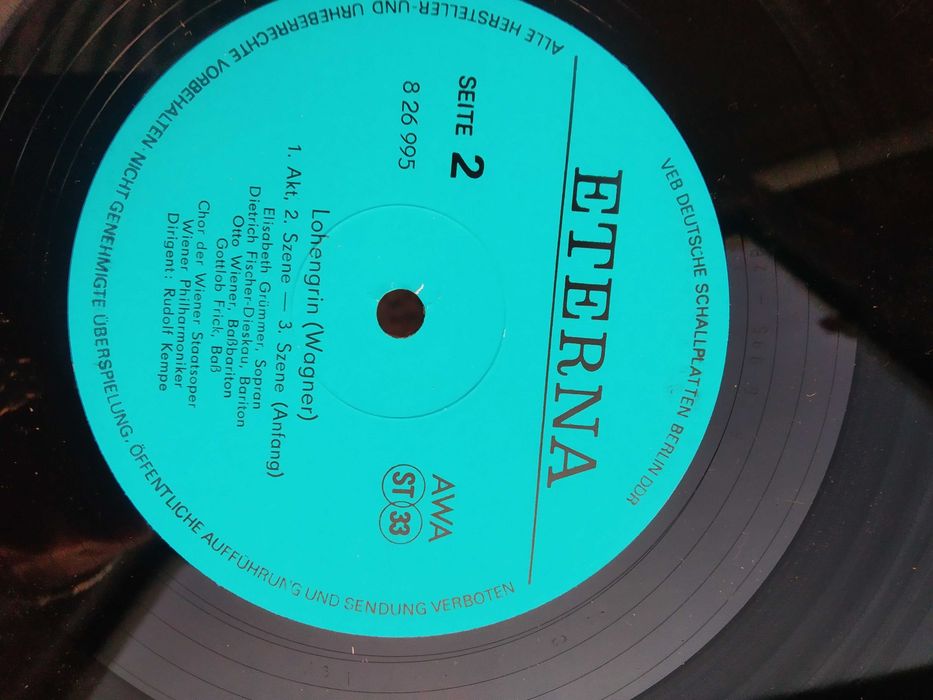 VEB DEUTSCHE SCHALLPLATTEN BERLIN DDR
ETERNA
SEITE 2
8 26 995
AWA
ST 33
Lohengrin (Wagner)
1. Akt, 2. Szene — 3. Szene (Anfang)
Elisabeth Grümmer, Sopran
Dietrich Fischer-Dieskau, Bariton
Otto Wiener, Baßbariton
Gottlob Frick, Baß
Chor der Wiener Staatsoper
Wiener Philharmoniker
Dirigent: Rudolf Kempe
ALLE HERSTELLER-UND URHEBERRECHTE VORBEHALTEN·NICHT GENEHMIGTE ÜBERSPIELUNG, ÖFFENTLICHE AUFFÜHRUNG UND SENDUNG VERBOTEN